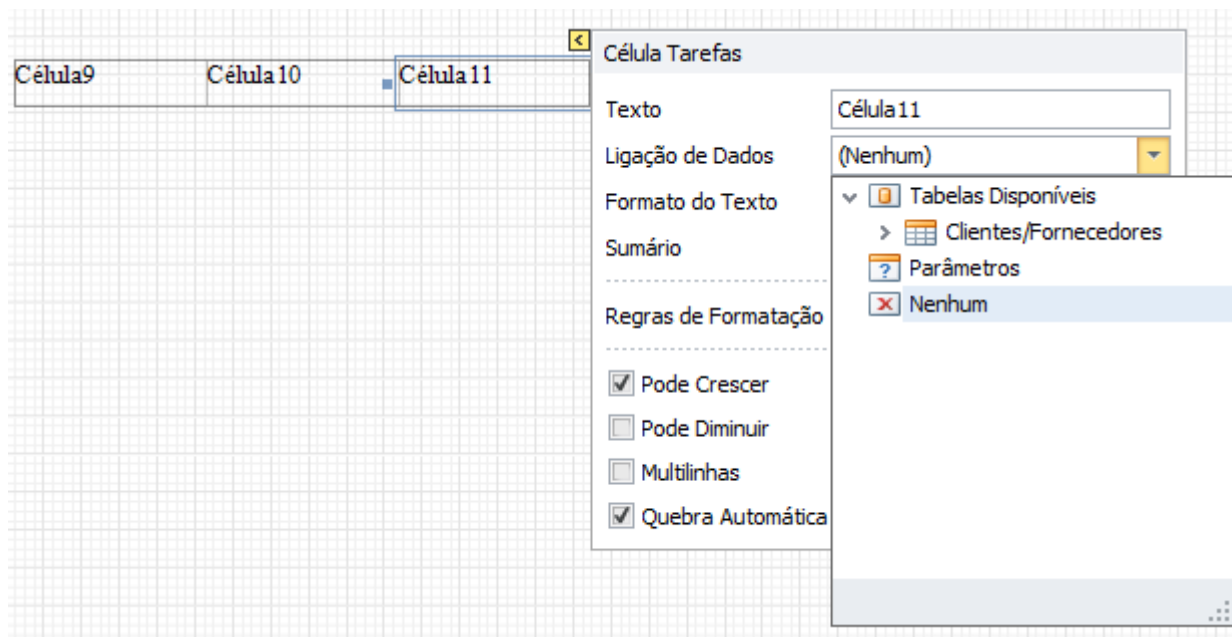 Célula9 Célula10 Célula11
Célula Tarefas
Texto Célula11
Ligação de Dados (Nenhum)
Formato do Texto
Sumário
Regras de Formatação
Pode Crescer
Pode Diminuir
Multilinhas
Quebra Automática
Tabelas Disponíveis
Clientes/Fornecedores
Parâmetros
Nenhum